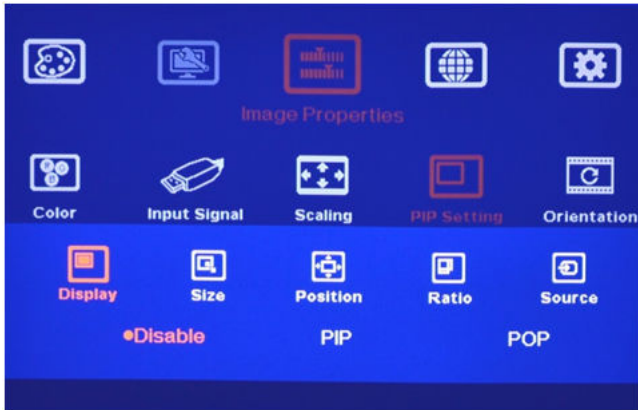 Image Properties
Color Input Signal Scaling PIP Setting Orientation
Display Size Position Ratio Source
Disable PIP POP